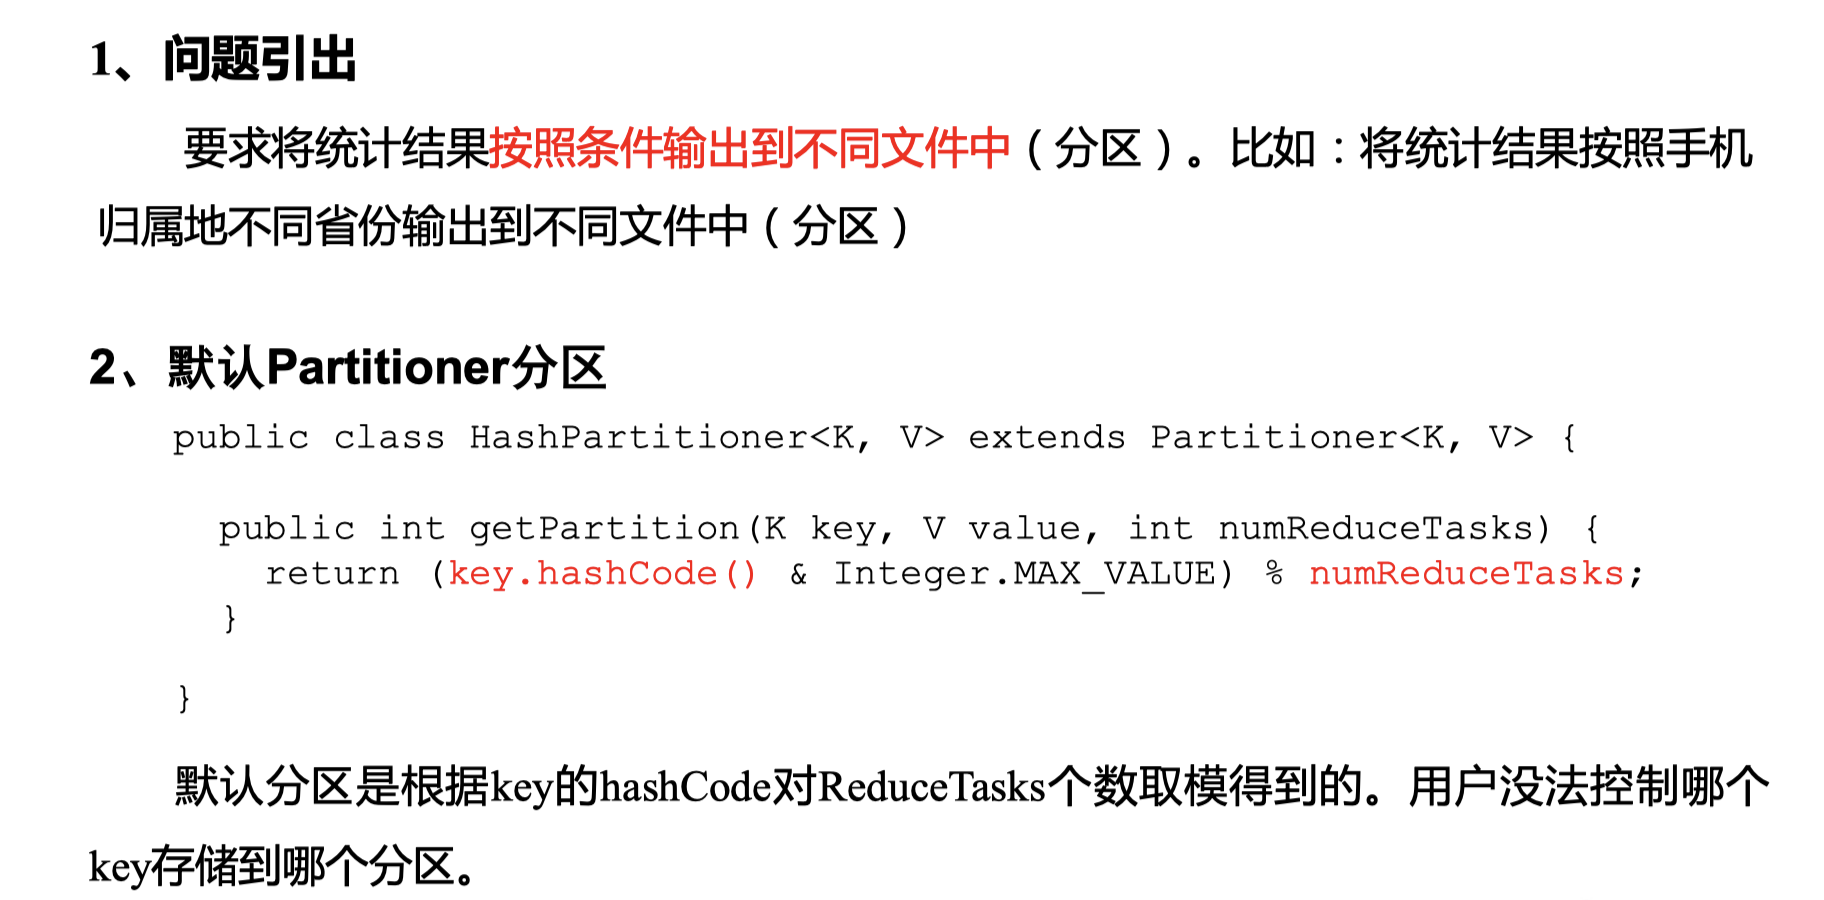 1、问题引出
要求将统计结果按照条件输出到不同文件中（分区）。比如：将统计结果按照手机
归属地不同省份输出到不同文件中（分区）
2、默认Partitioner分区
public class HashPartitioner<K, V> extends Partitioner<K, V> {
public int getPartition(K key, V value, int numReduceTasks) {
return (key.hashCode() & Integer.MAX_VALUE) % numReduceTasks;
}
}
默认分区是根据key的hashCode对ReduceTasks个数取模得到的。用户没法控制哪个
key存储到哪个分区。